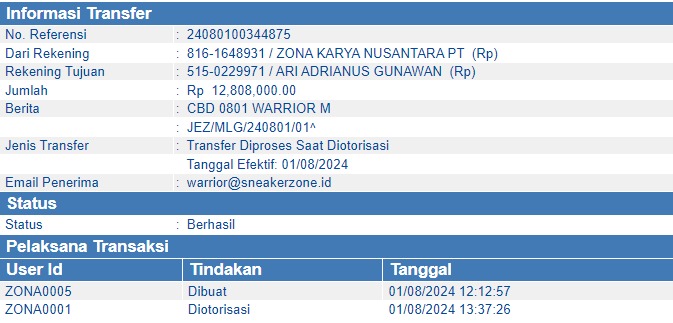 Informasi Transfer
No. Referensi : 24080100344875
Dari Rekening : 816-1648931 / ZONA KARYA NUSANTARA PT (Rp)
Rekening Tujuan : 515-0229971 / ARI ADRIANUS GUNAWAN (Rp)
Jumlah : Rp 12,808,000.00
Berita : CBD 0801 WARRIOR M
: JEZ/MLG/240801/01^
Jenis Transfer : Transfer Diproses Saat Diotorisasi
Tanggal Efektif: 01/08/2024
Email Penerima : warrior@sneakerzone.id
Status
Status : Berhasil
Pelaksana Transaksi
User Id Tindakan Tanggal
ZONA0005 Dibuat 01/08/2024 12:12:57
ZONA0001 Diotorisasi 01/08/2024 13:37:26